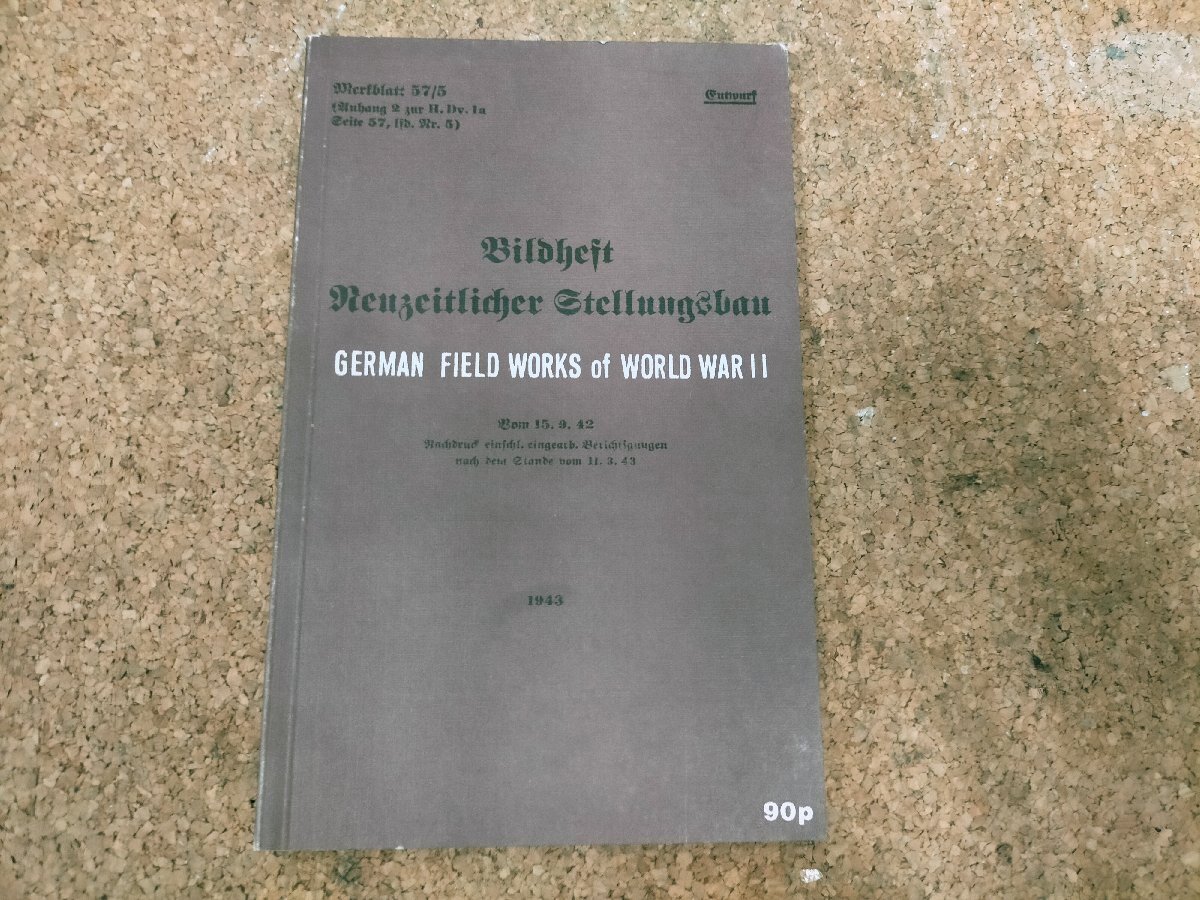 Merkblatt 57/5
(Anhang 2 zur H. Dv. 1a
Seite 57, lfd. Nr. 5)
Entwurf
Bildheft
Neuzeitlicher Stellungsbau
GERMAN FIELD WORKS of WORLD WAR II
Vom 15. 9. 42
Nachdruck einschl. eingearb. Berichtigungen
nach dem Stande vom 11. 3. 43
1943
90p